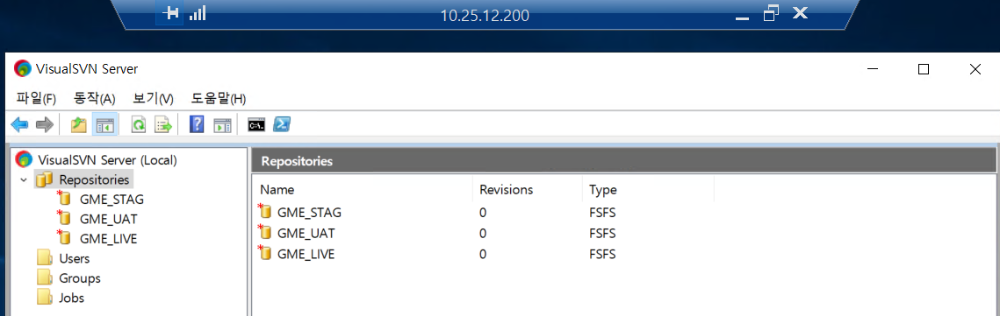 10.25.12.200
VisualSVN Server
파일(F) 동작(A) 보기(V) 도움말(H)
VisualSVN Server (Local)
Repositories
GME_STAG
GME_UAT
GME_LIVE
Users
Groups
Jobs
Repositories
Name Revisions Type
GME_STAG 0 FSFS
GME_UAT 0 FSFS
GME_LIVE 0 FSFS